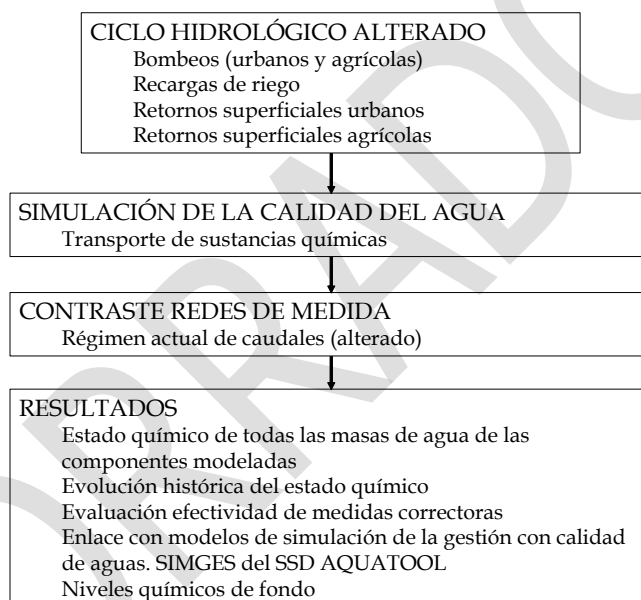 CICLO HIDROLÓGICO ALTERADO
Bombeos (urbanos y agrícolas)
Recargas de riego
Retornos superficiales urbanos
Retornos superficiales agrícolas
SIMULACIÓN DE LA CALIDAD DEL AGUA
Transporte de sustancias químicas
CONTRASTE REDES DE MEDIDA
Régimen actual de caudales (alterado)
RESULTADOS
Estado químico de todas las masas de agua de las
componentes modeladas
Evolución histórica del estado químico
Evaluación efectividad de medidas correctoras
Enlace con modelos de simulación de la gestión con calidad
de aguas. SIMGES del SSD AQUATOOL
Niveles químicos de fondo